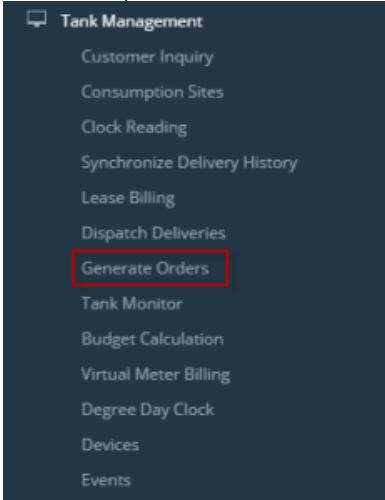 Tank Management
Customer Inquiry
Consumption Sites
Clock Reading
Synchronize Delivery History
Lease Billing
Dispatch Deliveries
Generate Orders
Tank Monitor
Budget Calculation
Virtual Meter Billing
Degree Day Clock
Devices
Events